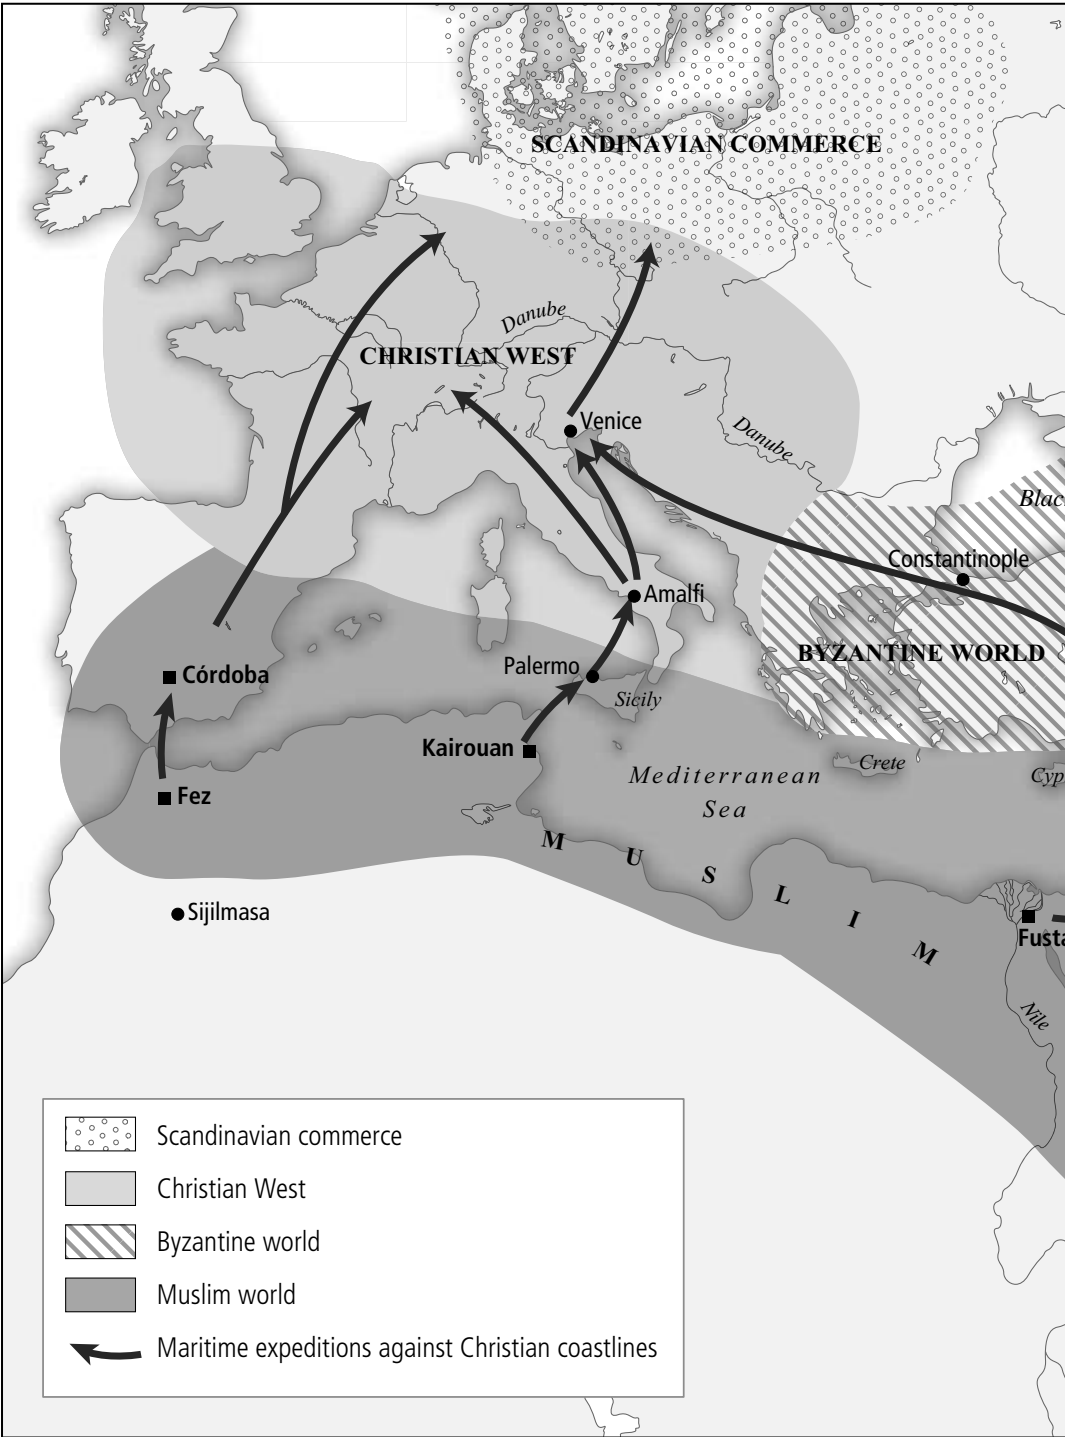 SCANDINAVIAN COMMERCE
Danube
CHRISTIAN WEST
Venice
Danube
Blac
Constantinople
Amalfi
BYZANTINE WORLD
Palermo
Córdoba
Sicily
Kairouan
Crete
Mediterranean
Sea
Cyp
Fez
M U S L I M
Sijilmasa
Fusta
Nile
Scandinavian commerce
Christian West
Byzantine world
Muslim world
Maritime expeditions against Christian coastlines